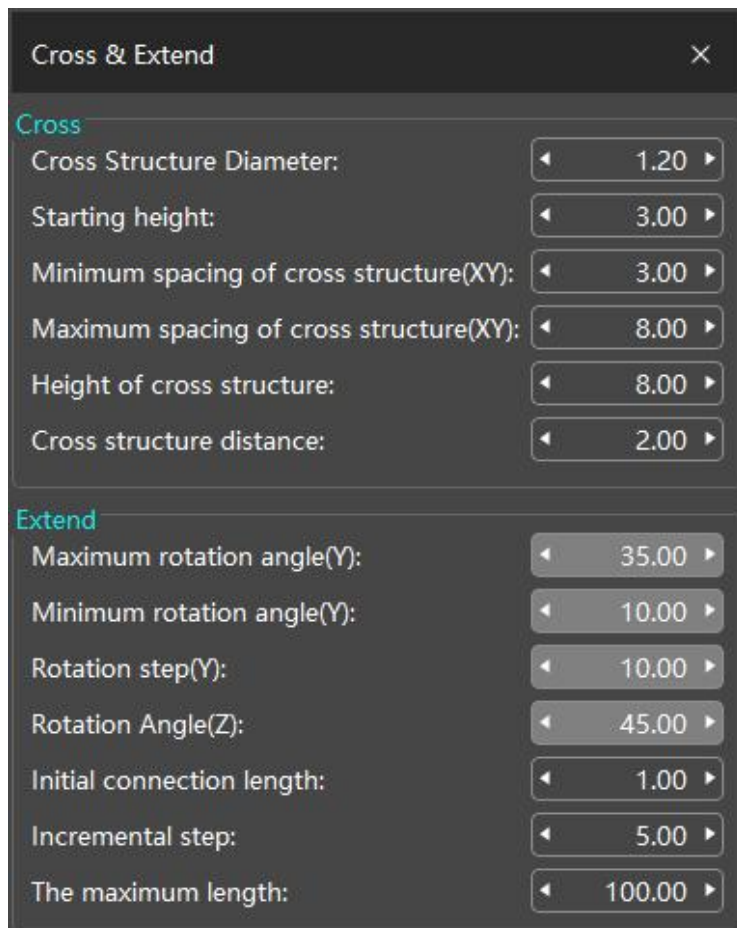 Cross & Extend ×
Cross
Cross Structure Diameter: 1.20
Starting height: 3.00
Minimum spacing of cross structure(XY): 3.00
Maximum spacing of cross structure(XY): 8.00
Height of cross structure: 8.00
Cross structure distance: 2.00
Extend
Maximum rotation angle(Y): 35.00
Minimum rotation angle(Y): 10.00
Rotation step(Y): 10.00
Rotation Angle(Z): 45.00
Initial connection length: 1.00
Incremental step: 5.00
The maximum length: 100.00